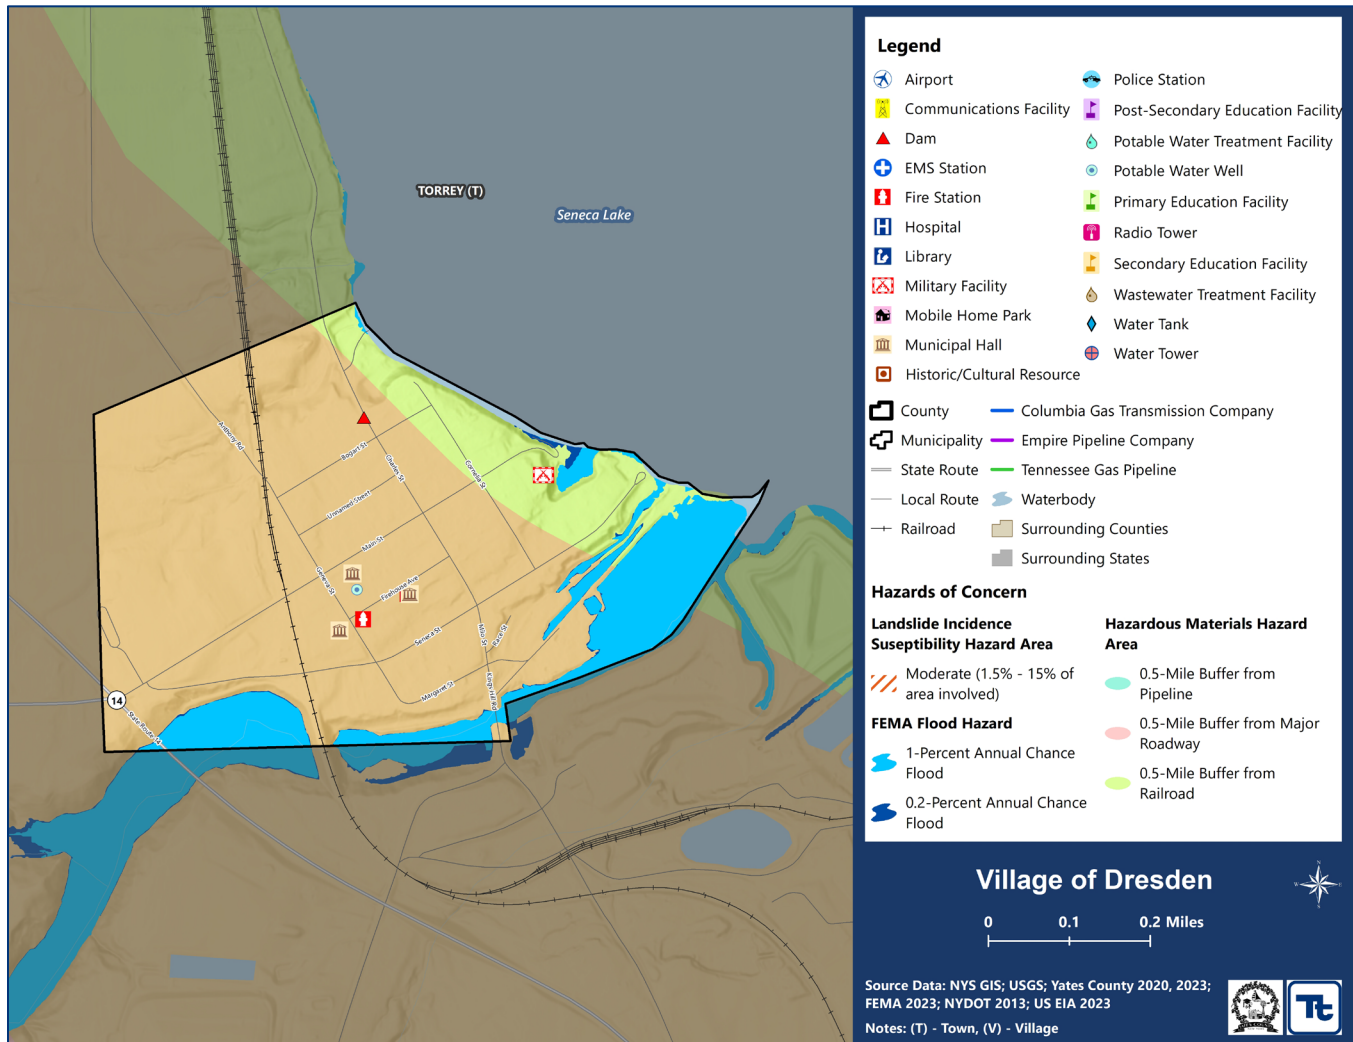 TORREY (T)
Seneca Lake
Anthony Rd
Bogart St
Charles St
Cornelia St
Unnamed Street
Main St
Geneva St
Firehouse Ave
Seneca St
Milo St
Race St
Margaret St
Kings Hill Rd
14
State Route 14
Legend
Airport
Communications Facility
Dam
EMS Station
Fire Station
Hospital
Library
Military Facility
Mobile Home Park
Municipal Hall
Historic/Cultural Resource
Police Station
Post-Secondary Education Facility
Potable Water Treatment Facility
Potable Water Well
Primary Education Facility
Radio Tower
Secondary Education Facility
Wastewater Treatment Facility
Water Tank
Water Tower
County
Municipality
State Route
Local Route
Railroad
Columbia Gas Transmission Company
Empire Pipeline Company
Tennessee Gas Pipeline
Waterbody
Surrounding Counties
Surrounding States
Hazards of Concern
Landslide Incidence
Suseptibility Hazard Area
Moderate (1.5% - 15% of
area involved)
FEMA Flood Hazard
1-Percent Annual Chance
Flood
0.2-Percent Annual Chance
Flood
Hazardous Materials Hazard
Area
0.5-Mile Buffer from
Pipeline
0.5-Mile Buffer from Major
Roadway
0.5-Mile Buffer from
Railroad
Village of Dresden
N
W E
S
0 0.1 0.2 Miles
Source Data: NYS GIS; USGS; Yates County 2020, 2023;
FEMA 2023; NYDOT 2013; US EIA 2023
Notes: (T) - Town, (V) - Village
Tt